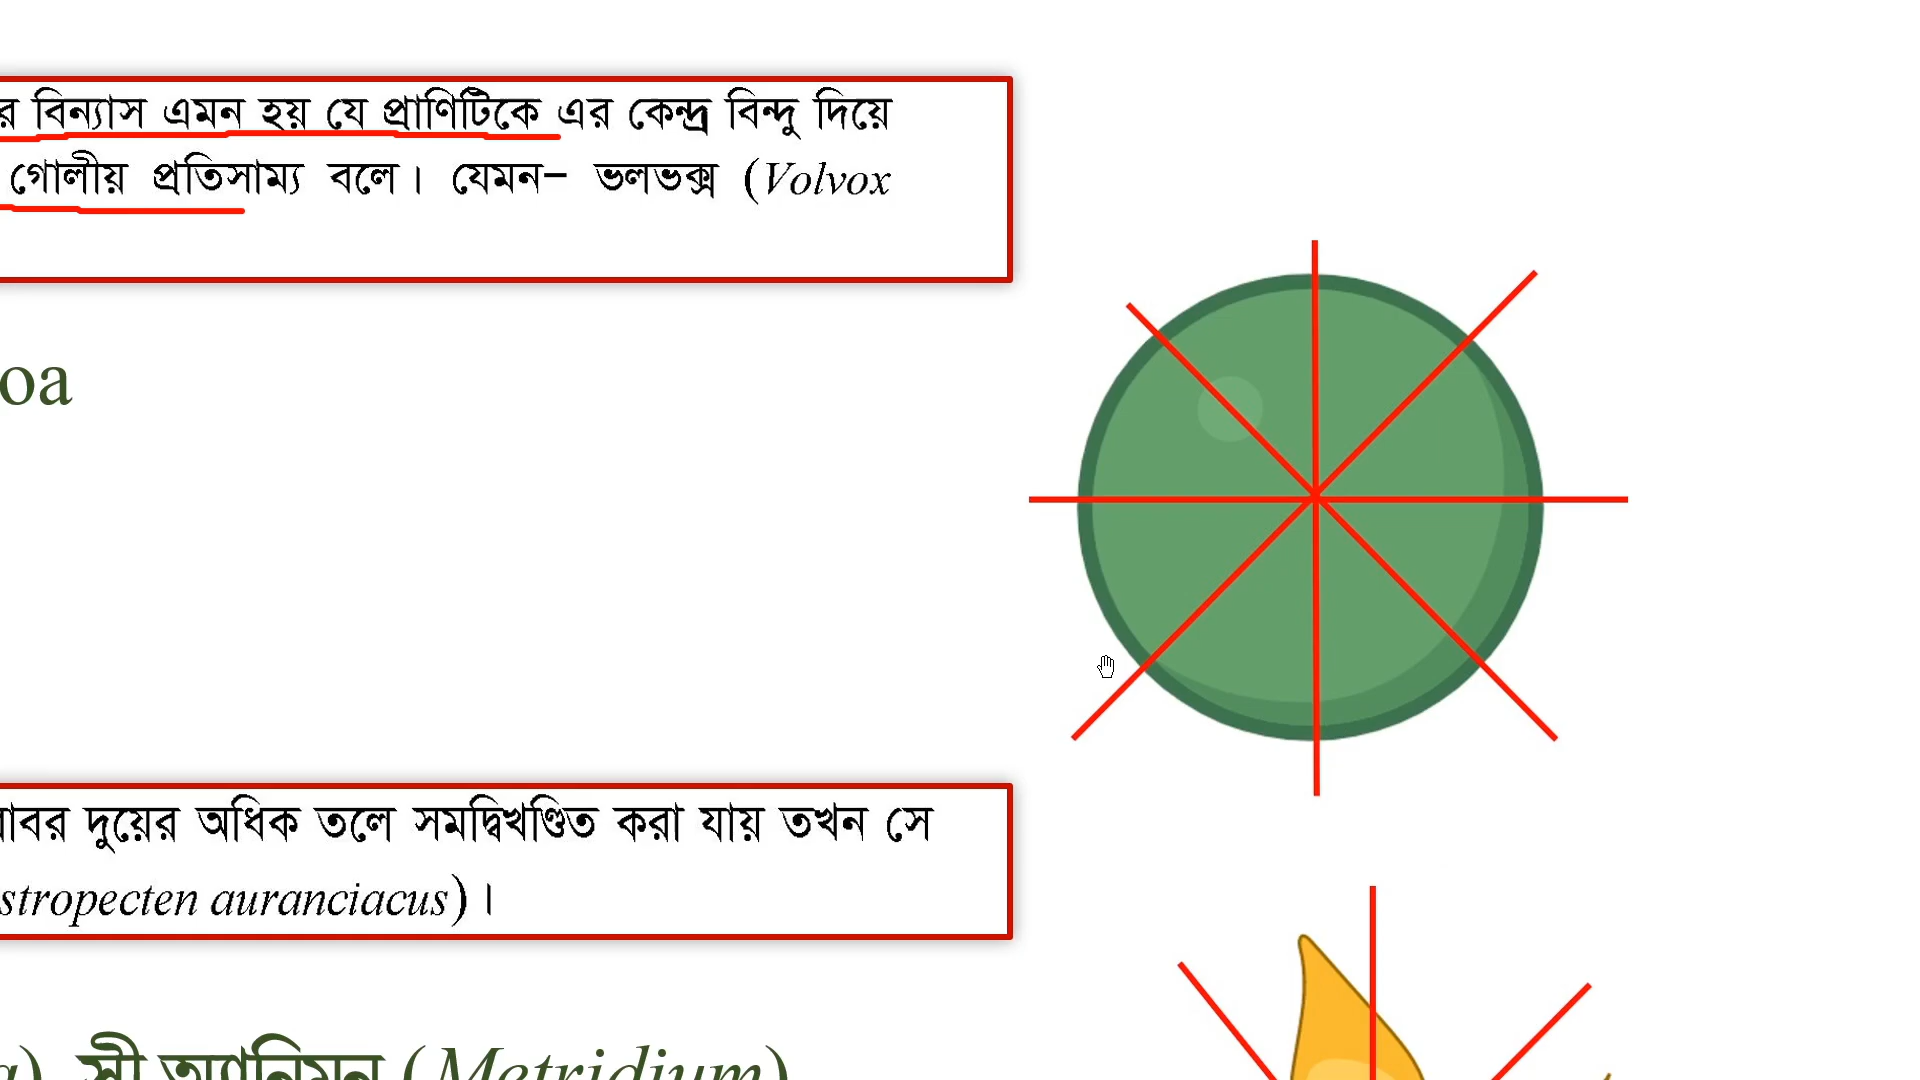 র বিন্যাস এমন হয় যে প্রাণিটিকে এর কেন্দ্র বিন্দু দিয়ে
গোলীয় প্রতিসাম্য বলে। যেমন– ভলভক্স (Volvox
oa
াবর দুয়ের অধিক তলে সমদ্বিখণ্ডিত করা যায় তখন সে
stropecten auranciacus)।
a) সী অ্যানিমন (Metridium)